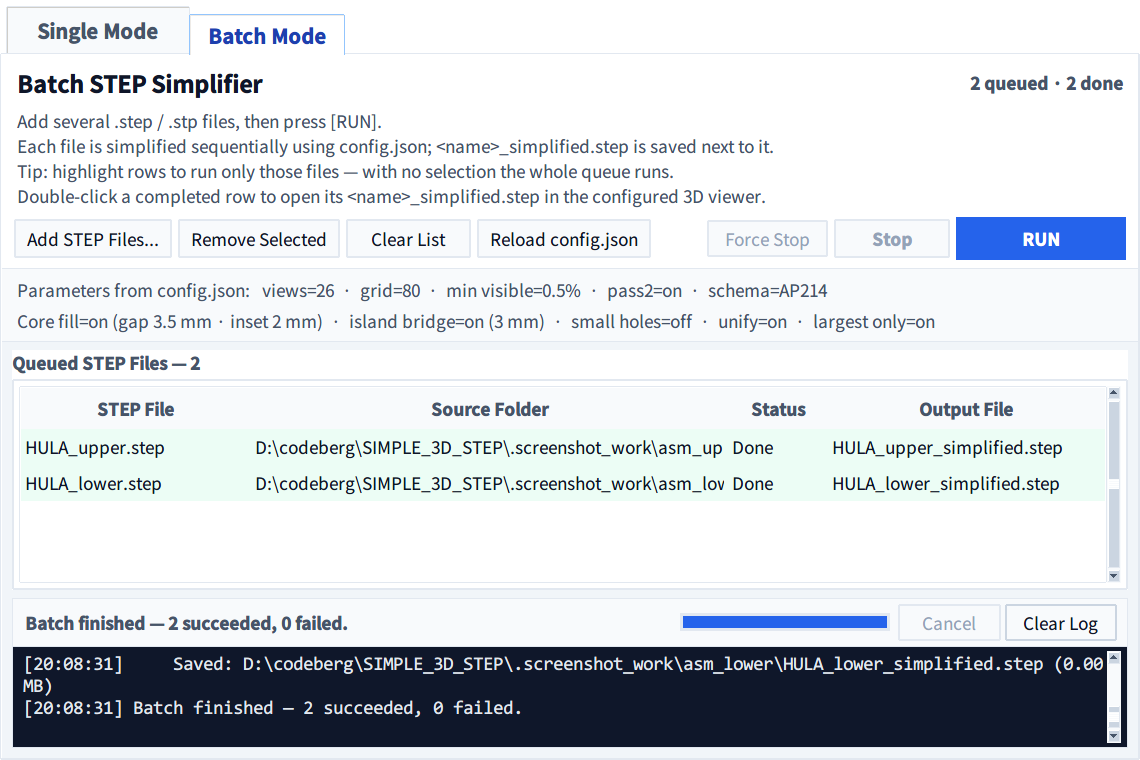 Single Mode
Batch Mode
Batch STEP Simplifier
2 queued · 2 done
Add several .step / .stp files, then press [RUN].
Each file is simplified sequentially using config.json; <name>_simplified.step is saved next to it.
Tip: highlight rows to run only those files — with no selection the whole queue runs.
Double-click a completed row to open its <name>_simplified.step in the configured 3D viewer.
Add STEP Files... Remove Selected Clear List Reload config.json Force Stop Stop RUN
Parameters from config.json: views=26 · grid=80 · min visible=0.5% · pass2=on · schema=AP214
Core fill=on (gap 3.5 mm · inset 2 mm) · island bridge=on (3 mm) · small holes=off · unify=on · largest only=on
Queued STEP Files — 2
STEP File Source Folder Status Output File
HULA_upper.step D:\codeberg\SIMPLE_3D_STEP\.screenshot_work\asm_up Done HULA_upper_simplified.step
HULA_lower.step D:\codeberg\SIMPLE_3D_STEP\.screenshot_work\asm_low Done HULA_lower_simplified.step
Batch finished — 2 succeeded, 0 failed.
Cancel Clear Log
[20:08:31] Saved: D:\codeberg\SIMPLE_3D_STEP\.screenshot_work\asm_lower\HULA_lower_simplified.step (0.00
MB)
[20:08:31] Batch finished — 2 succeeded, 0 failed.